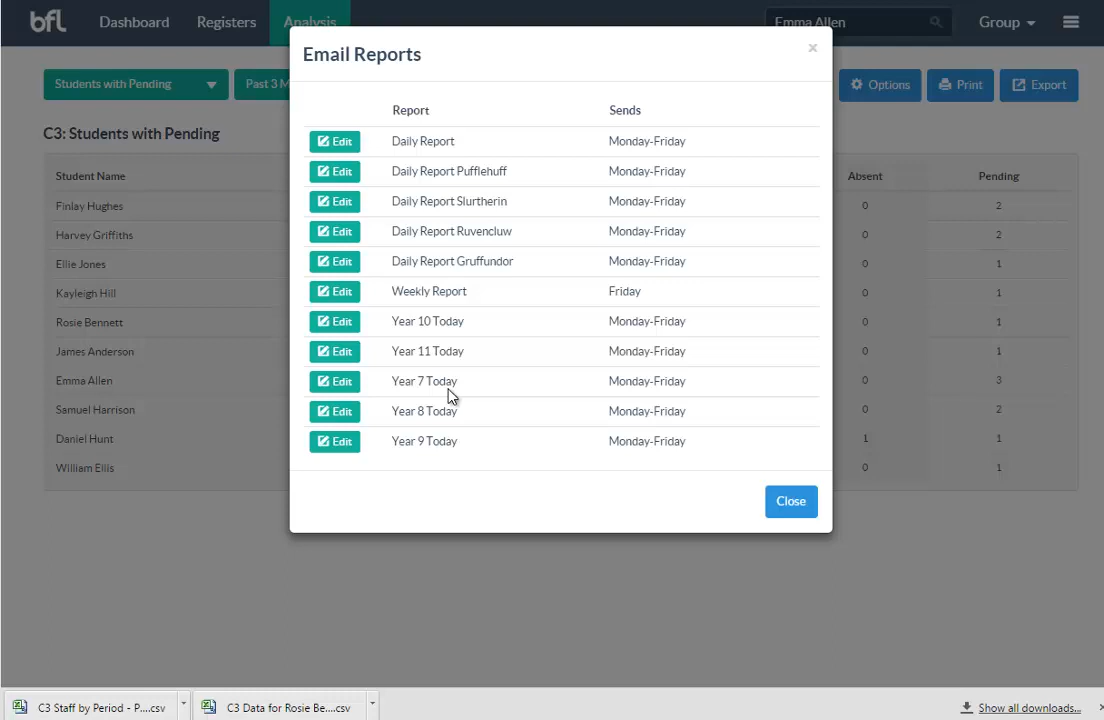 bfl Dashboard Registers Analysis Emma Allen Group
Email Reports ×
Students with Pending Past 3 M Options Print Export
C3: Students with Pending
Report Sends
Edit Daily Report Monday-Friday
Edit Daily Report Pufflehuff Monday-Friday
Edit Daily Report Slurtherin Monday-Friday
Edit Daily Report Ruvencluw Monday-Friday
Edit Daily Report Gruffundor Monday-Friday
Edit Weekly Report Friday
Edit Year 10 Today Monday-Friday
Edit Year 11 Today Monday-Friday
Edit Year 7 Today Monday-Friday
Edit Year 8 Today Monday-Friday
Edit Year 9 Today Monday-Friday
Close
Student Name Absent Pending
Finlay Hughes 0 2
Harvey Griffiths 0 2
Ellie Jones 0 1
Kayleigh Hill 0 1
Rosie Bennett 0 1
James Anderson 0 1
Emma Allen 0 3
Samuel Harrison 0 2
Daniel Hunt 1 1
William Ellis 0 1
C3 Staff by Period - P....csv C3 Data for Rosie Be....csv Show all downloads...